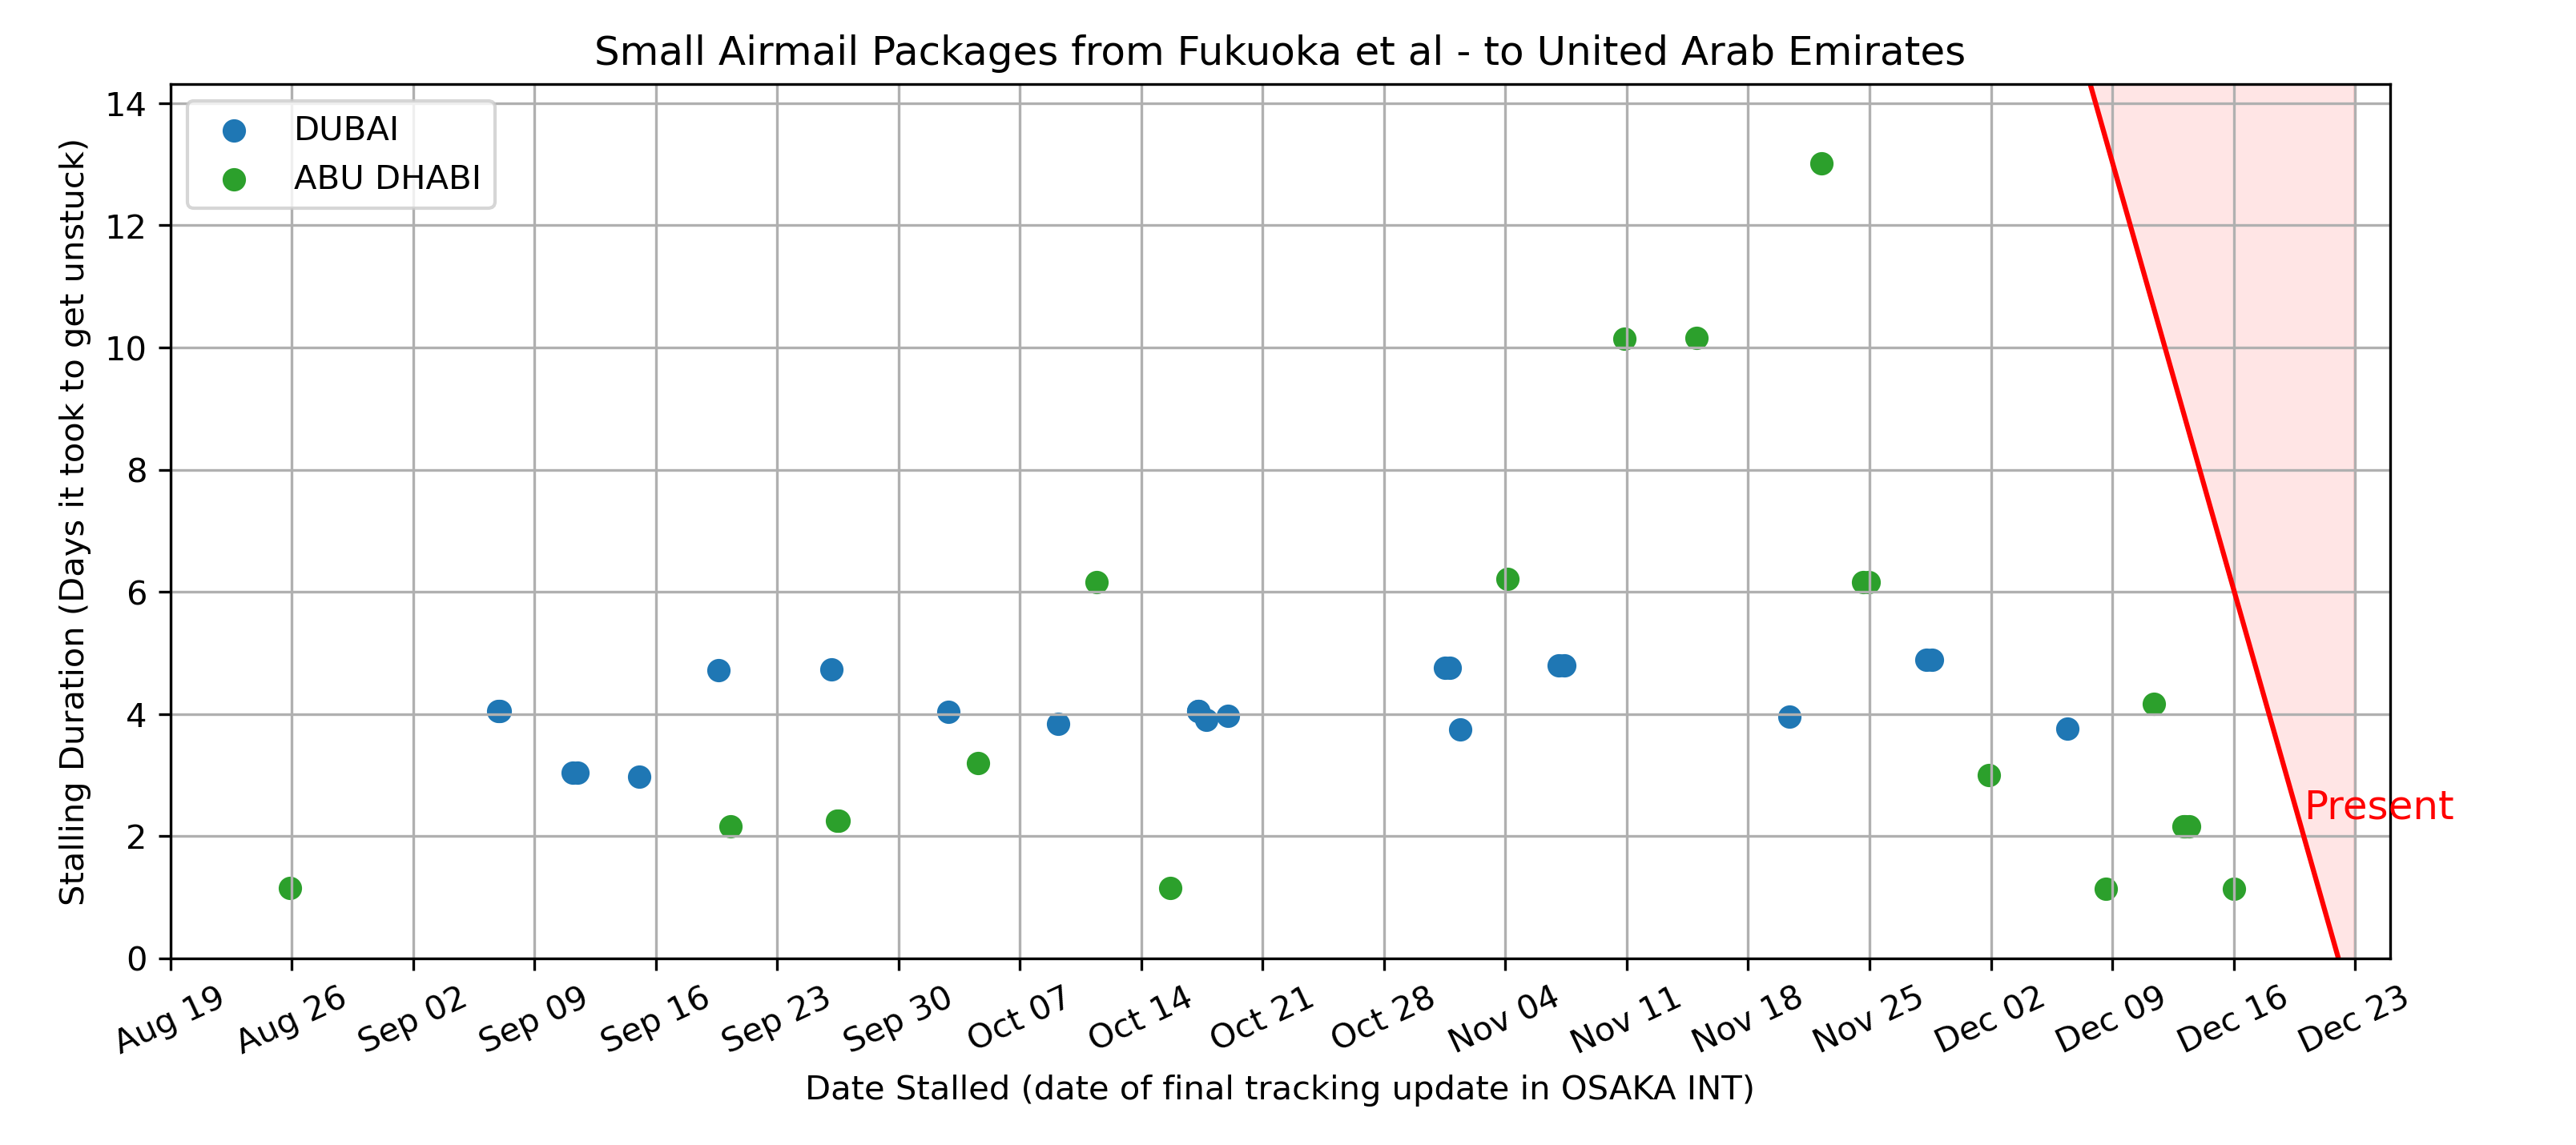 Small Airmail Packages from Fukuoka et al - to United Arab Emirates
DUBAI
ABU DHABI
Stalling Duration (Days it took to get unstuck)
14
12
10
8
6
4
2
0
Present
Aug 19
Aug 26
Sep 02
Sep 09
Sep 16
Sep 23
Sep 30
Oct 07
Oct 14
Oct 21
Oct 28
Nov 04
Nov 11
Nov 18
Nov 25
Dec 02
Dec 09
Dec 16
Dec 23
Date Stalled (date of final tracking update in OSAKA INT)